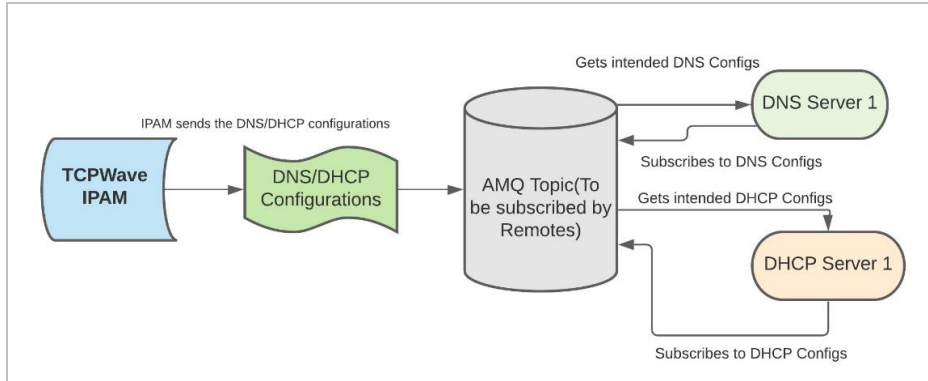 Gets intended DNS Configs
DNS Server 1
IPAM sends the DNS/DHCP configurations
TCPWave
IPAM
DNS/DHCP
Configurations
AMQ Topic(To
be subscribed by
Remotes)
Subscribes to DNS Configs
Gets intended DHCP Configs
DHCP Server 1
Subscribes to DHCP Configs